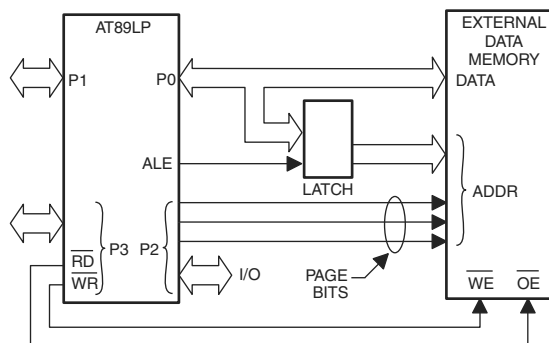 AT89LP
EXTERNAL
DATA
MEMORY
P1
P0
DATA
ALE
LATCH
ADDR
P3
P2
RD
WR
I/O
PAGE
BITS
WE
OE